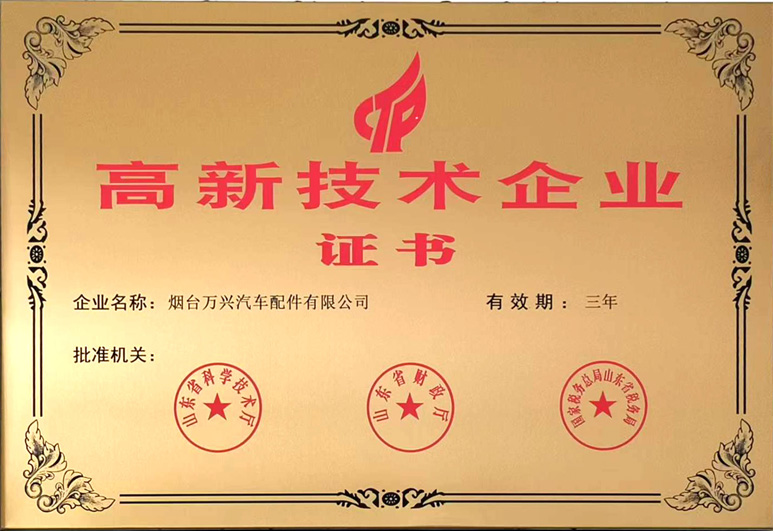 CTP
高新技术企业
证书
企业名称：烟台万兴汽车配件有限公司 有效期：三年
批准机关：
山东省科学技术厅 山东省财政厅 国家税务总局山东省税务局